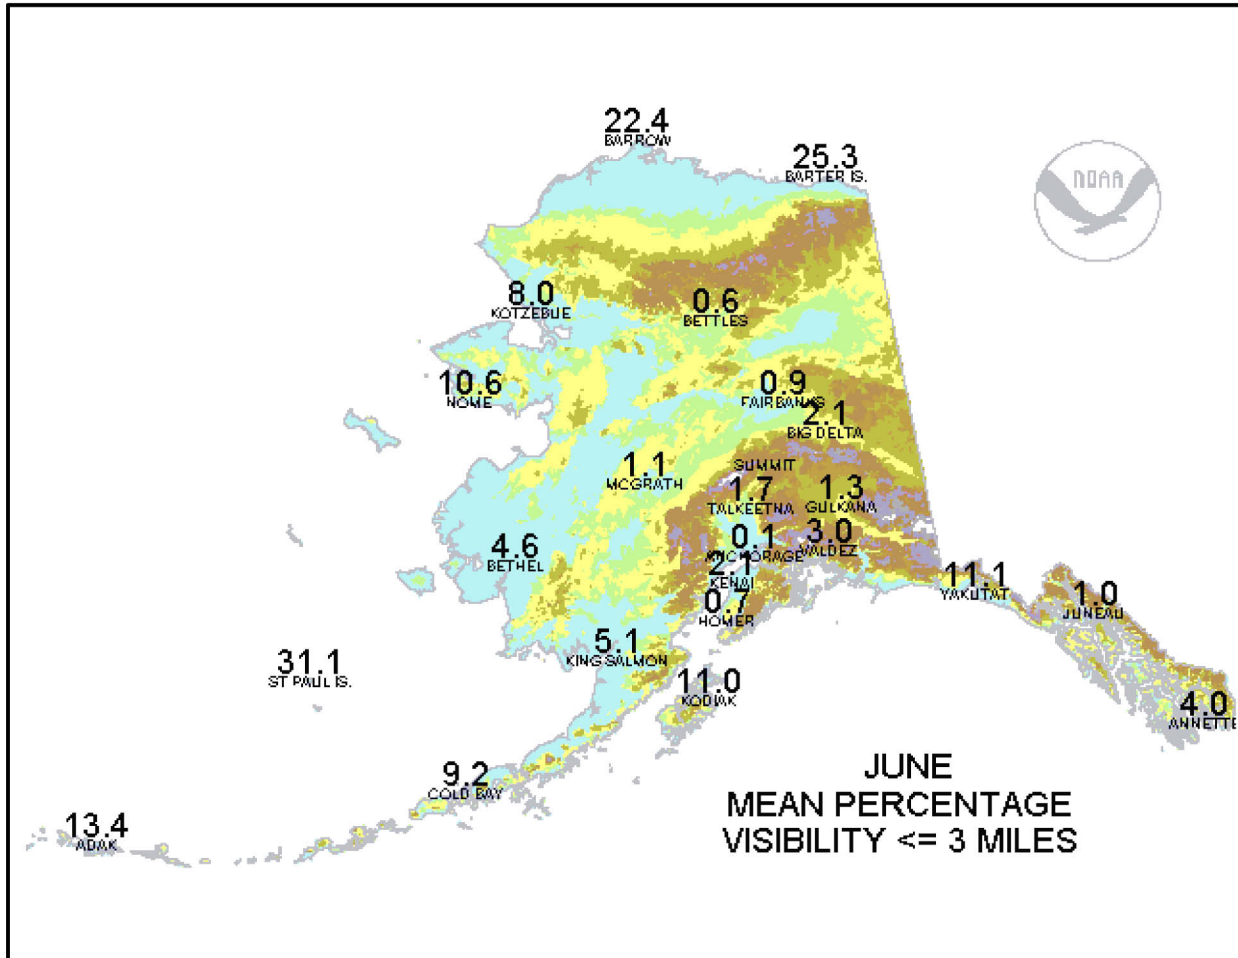 22.4
BARROW
25.3
BARTER IS.
NOAA
8.0
KOTZEBUE
0.6
BETTLES
10.6
NOME
0.9
FAIRBANKS
2.1
BIG DELTA
1.1
MCGRATH
SUMMIT
1.7
TALKEETNA
1.3
GULKANA
4.6
BETHEL
0.1
ANCHORAGE
3.0
VALDEZ
2.1
KENAI
0.7
HOMER
11.1
YAKUTAT
1.0
JUNEAU
5.1
KING SALMON
31.1
ST PAUL IS.
11.0
KODIAK
4.0
ANNETTE
9.2
COLD BAY
13.4
ADAK
JUNE
MEAN PERCENTAGE
VISIBILITY <= 3 MILES